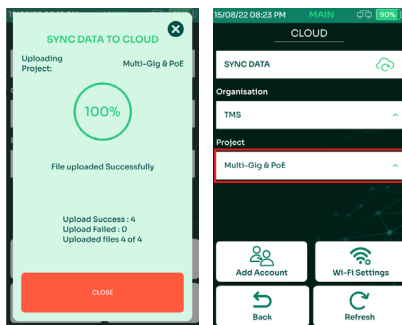 SYNC DATA TO CLOUD
Uploading
Project:
Multi-Gig & PoE
100%
File uploaded Successfully
Upload Success : 4
Upload Failed : 0
Uploaded files 4 of 4
CLOSE
15/08/22 08:23 PM MAIN 90%
CLOUD
SYNC DATA
Organisation
TMS
Project
Multi-Gig & PoE
Add Account
Wi-Fi Settings
Back
Refresh